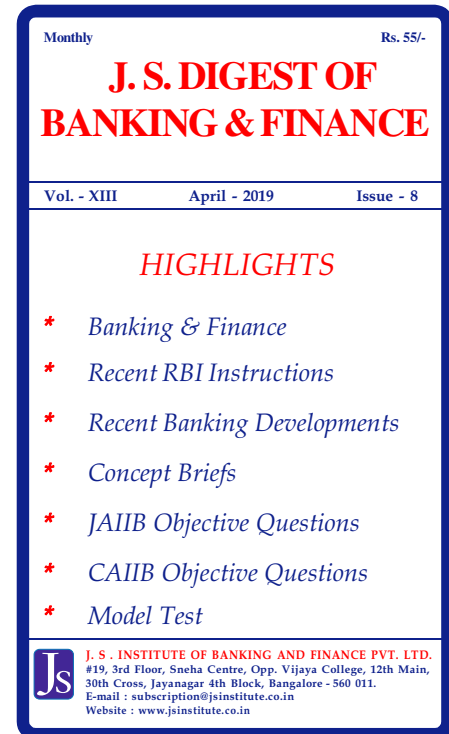 Monthly Rs. 55/-
J. S. DIGEST OF
BANKING & FINANCE
Vol. - XIII April - 2019 Issue - 8
HIGHLIGHTS
* Banking & Finance
* Recent RBI Instructions
* Recent Banking Developments
* Concept Briefs
* JAIIB Objective Questions
* CAIIB Objective Questions
* Model Test
JS
J. S . INSTITUTE OF BANKING AND FINANCE PVT. LTD.
#19, 3rd Floor, Sneha Centre, Opp. Vijaya College, 12th Main,
30th Cross, Jayanagar 4th Block, Bangalore - 560 011.
E-mail : subscription@jsinstitute.co.in
Website : www.jsinstitute.co.in